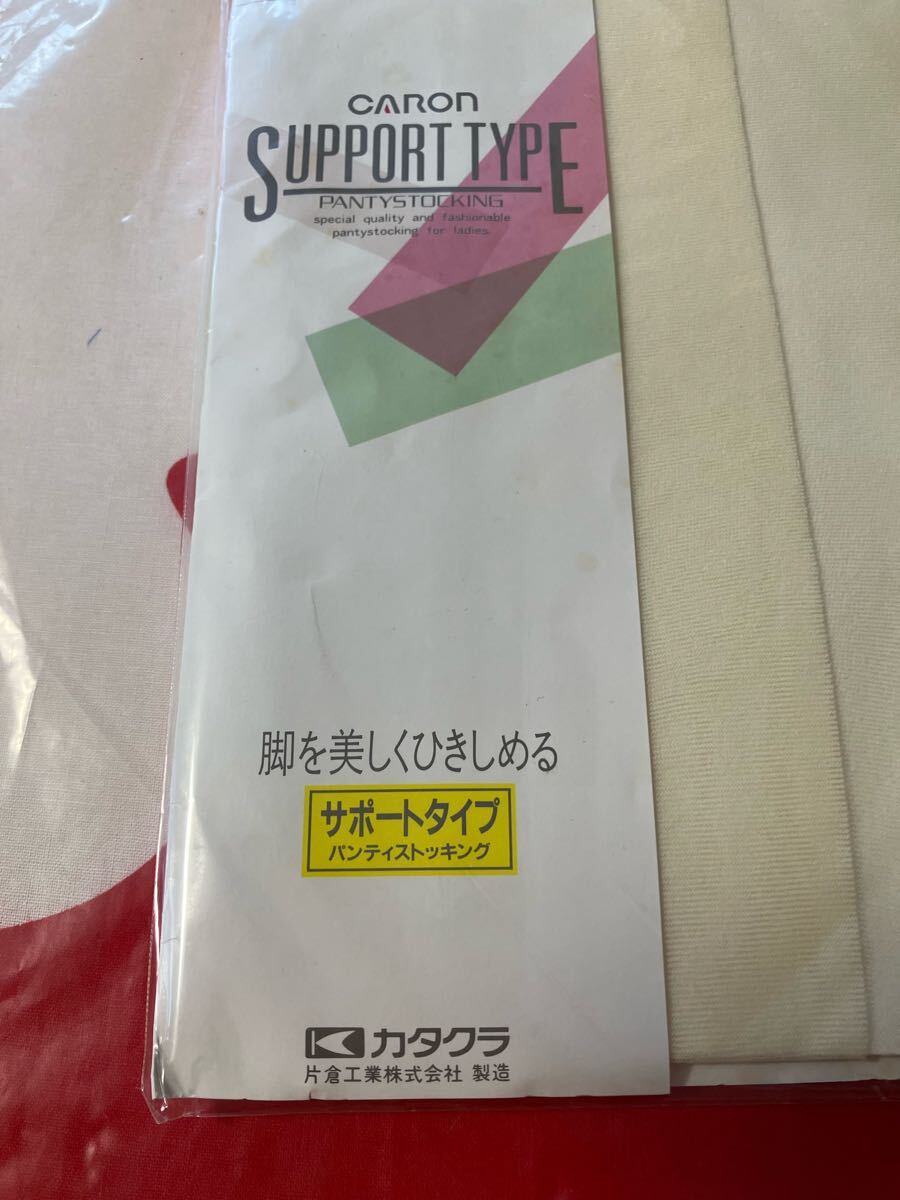 CARON
SUPPORT TYPE
PANTYSTOCKING
special quality and fashionable
pantystocking for ladies.
脚を美しくひきしめる
サポートタイプ
パンティストッキング
カタクラ
片倉工業株式会社 製造